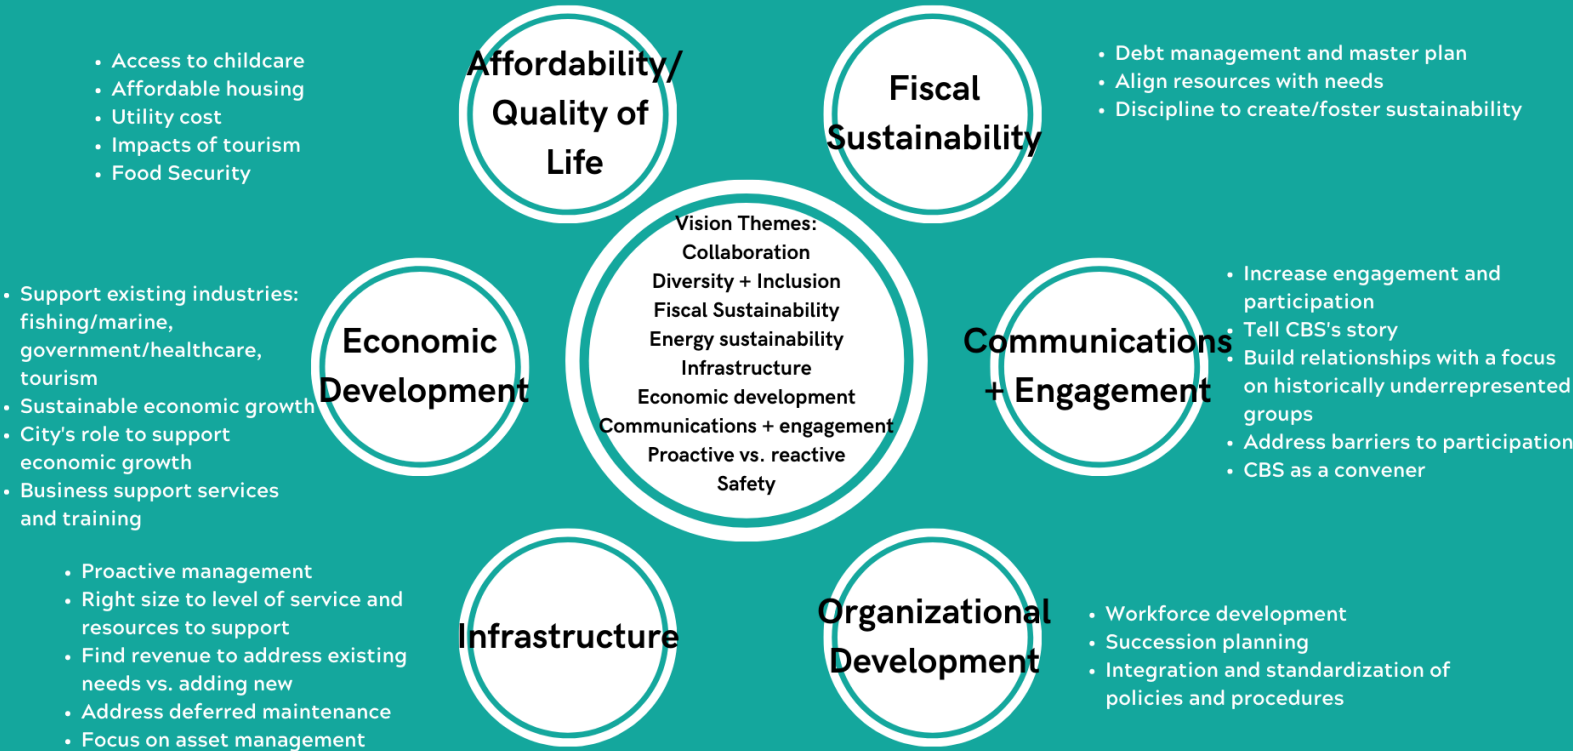 Affordability/
Quality of
Life
• Access to childcare
• Affordable housing
• Utility cost
• Impacts of tourism
• Food Security
Fiscal
Sustainability
• Debt management and master plan
• Align resources with needs
• Discipline to create/foster sustainability
Vision Themes:
Collaboration
Diversity + Inclusion
Fiscal Sustainability
Energy sustainability
Infrastructure
Economic development
Communications + engagement
Proactive vs. reactive
Safety
Economic
Development
• Support existing industries:
fishing/marine,
government/healthcare,
tourism
• Sustainable economic growth
• City's role to support
economic growth
• Business support services
and training
Communications
+ Engagement
• Increase engagement and
participation
• Tell CBS's story
• Build relationships with a focus
on historically underrepresented
groups
• Address barriers to participation
• CBS as a convener
Infrastructure
• Proactive management
• Right size to level of service and
resources to support
• Find revenue to address existing
needs vs. adding new
• Address deferred maintenance
• Focus on asset management
Organizational
Development
• Workforce development
• Succession planning
• Integration and standardization of
policies and procedures